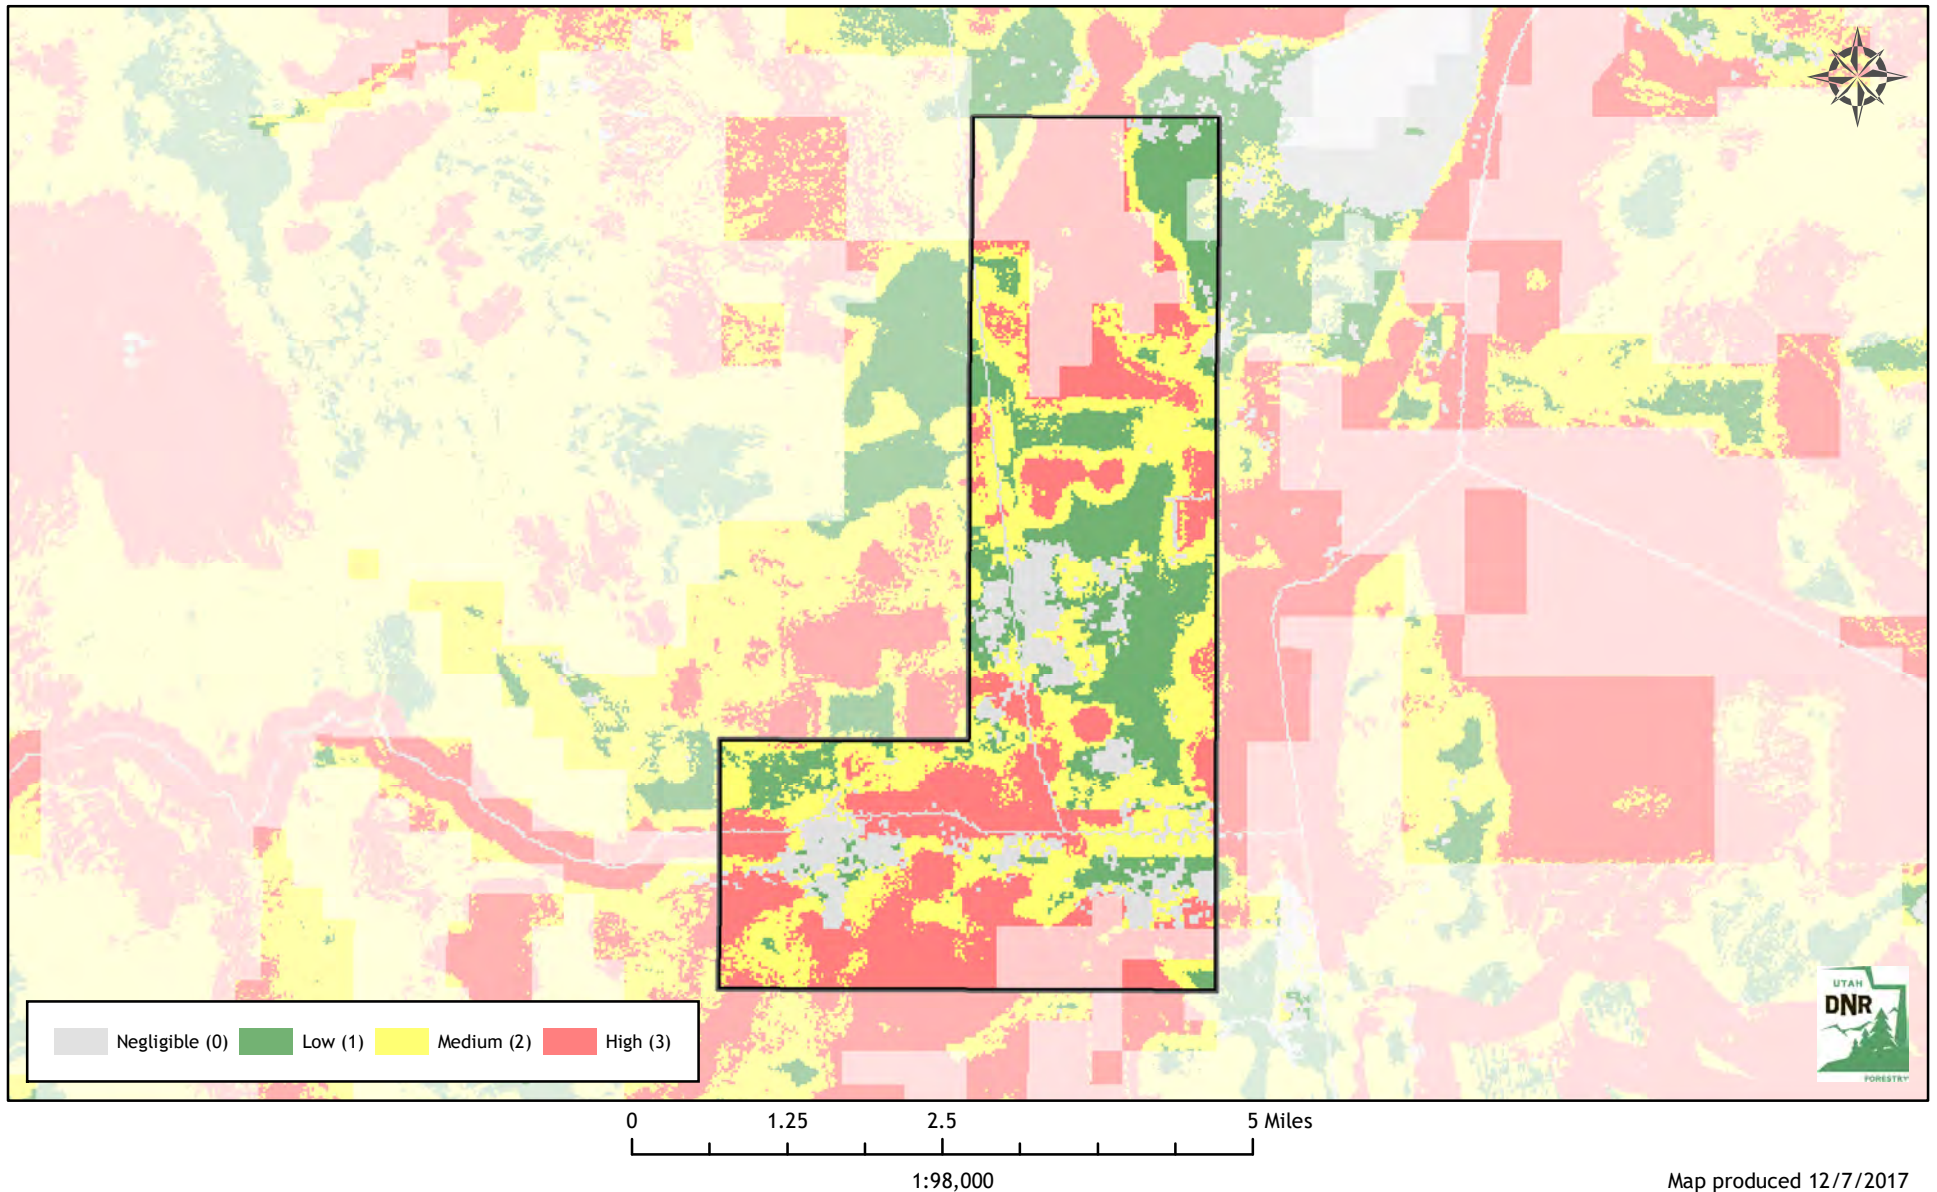 UTAH
DNR
FORESTRY
Negligible (0) Low (1) Medium (2) High (3)
0 1.25 2.5 5 Miles
1:98,000
Map produced 12/7/2017